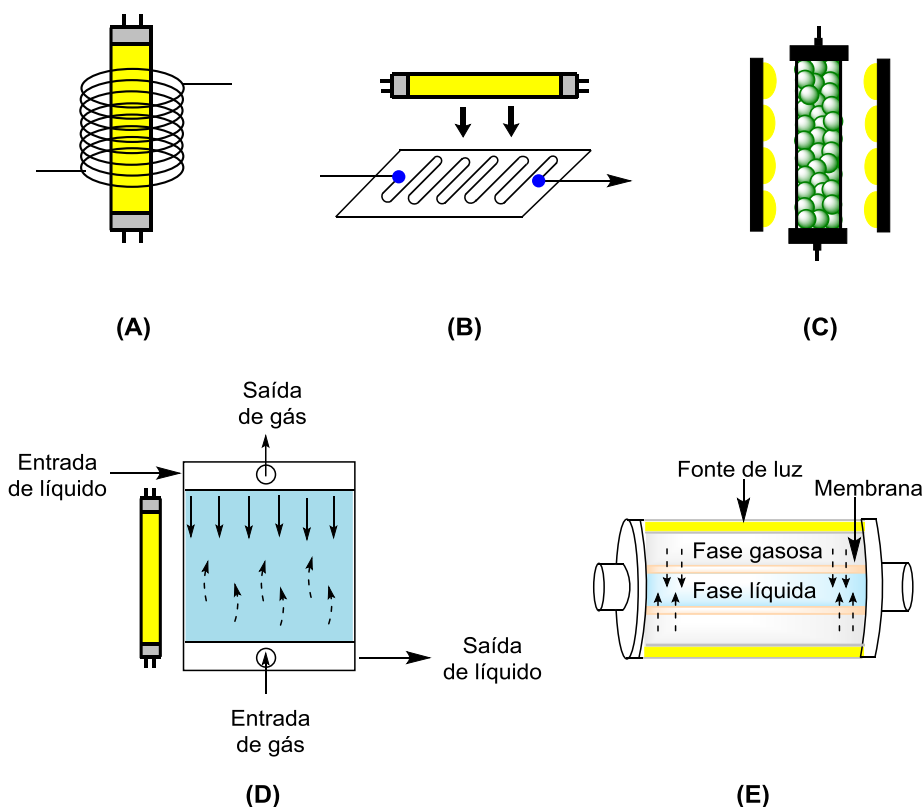 (A)
(B)
(C)
Saída
de gás
Entrada
de líquido
Saída
de líquido
Entrada
de gás
(D)
Fonte de luz
Membrana
Fase gasosa
Fase líquida
(E)